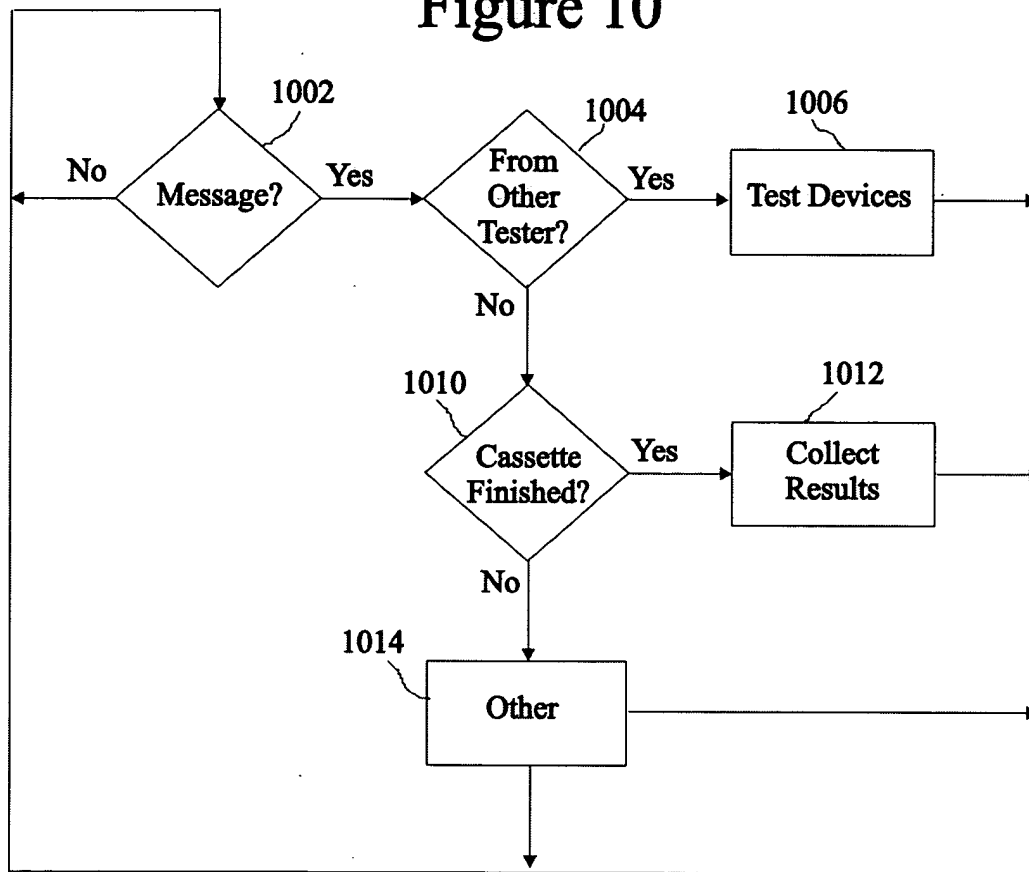 Figure 10
1002
1004
1006
No
Message?
Yes
From
Other
Tester?
Yes
Test Devices
No
1010
1012
Cassette
Finished?
Yes
Collect
Results
No
1014
Other